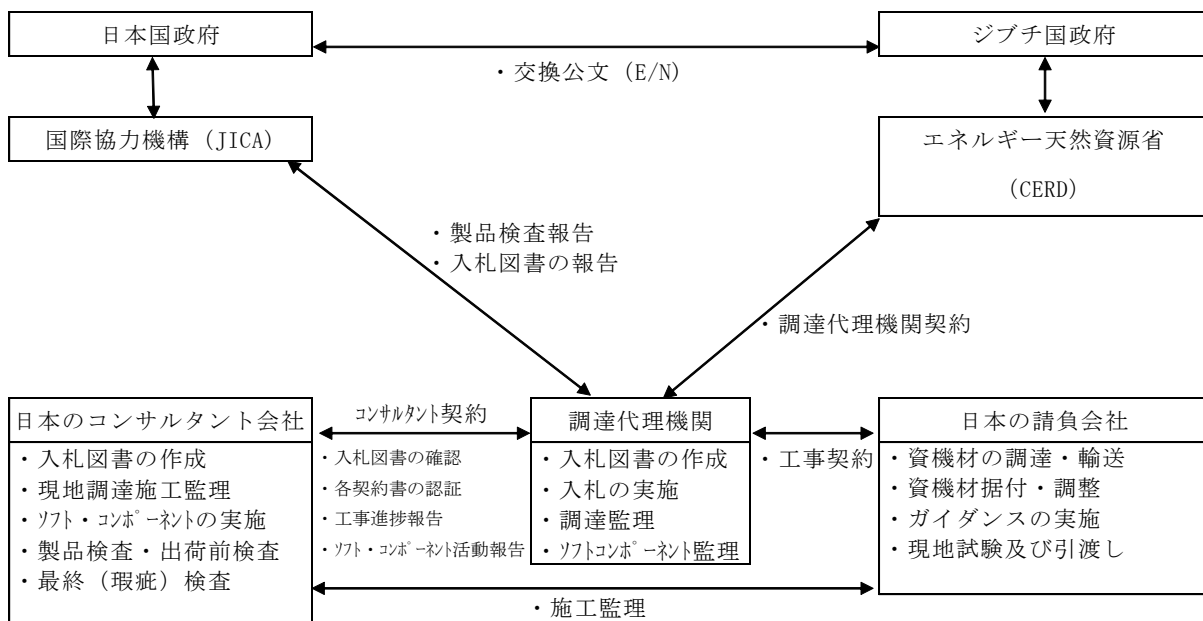 日本国政府
ジブチ国政府
・交換公文 (E/N)
国際協力機構 (JICA)
エネルギー天然資源省
(CERD)
・製品検査報告
・入札図書の報告
・調達代理機関契約
日本のコンサルタント会社
・入札図書の作成
・現地調達施工監理
・ｿﾌﾄ・ｺﾝﾎﾟｰﾈﾝﾄの実施
・製品検査・出荷前検査
・最終（瑕疵）検査
ｺﾝｻﾙﾀﾝﾄ契約
・入札図書の確認
・各契約書の認証
・工事進捗報告
・ｿﾌﾄ・ｺﾝﾎﾟｰﾈﾝﾄ活動報告
調達代理機関
・入札図書の作成
・入札の実施
・調達監理
・ｿﾌﾄｺﾝﾎﾟｰﾈﾝﾄ監理
・工事契約
日本の請負会社
・資機材の調達・輸送
・資機材据付・調整
・ガイダンスの実施
・現地試験及び引渡し
・施工監理